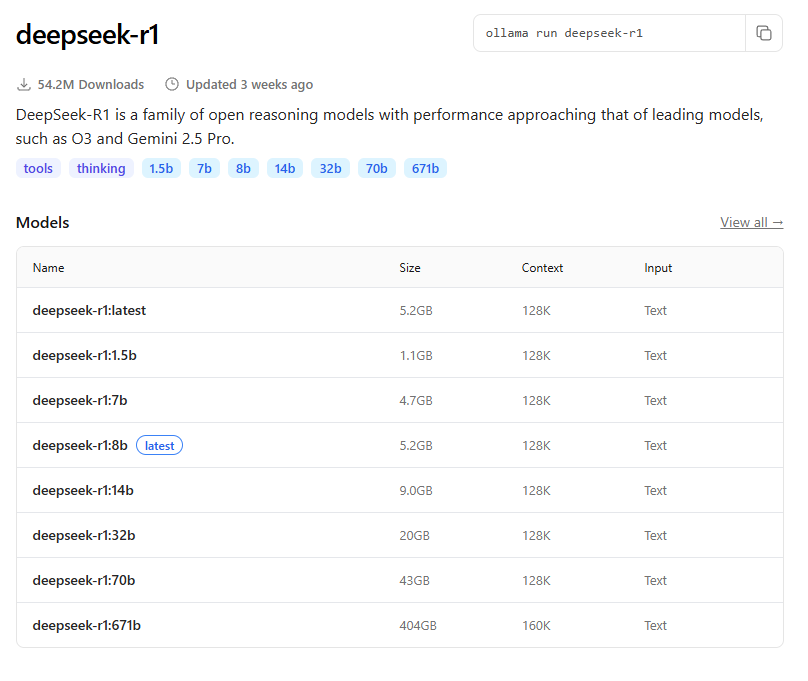 deepseek-r1
ollama run deepseek-r1
54.2M Downloads Updated 3 weeks ago
DeepSeek-R1 is a family of open reasoning models with performance approaching that of leading models,
such as O3 and Gemini 2.5 Pro.
tools thinking 1.5b 7b 8b 14b 32b 70b 671b
Models View all →
Name Size Context Input
deepseek-r1:latest 5.2GB 128K Text
deepseek-r1:1.5b 1.1GB 128K Text
deepseek-r1:7b 4.7GB 128K Text
deepseek-r1:8b latest 5.2GB 128K Text
deepseek-r1:14b 9.0GB 128K Text
deepseek-r1:32b 20GB 128K Text
deepseek-r1:70b 43GB 128K Text
deepseek-r1:671b 404GB 160K Text